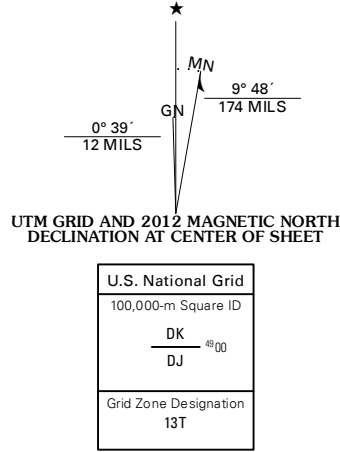 MN
GN
9° 48´
174 MILS
0° 39´
12 MILS
UTM GRID AND 2012 MAGNETIC NORTH
DECLINATION AT CENTER OF SHEET
U.S. National Grid
100,000-m Square ID
DK
4900
DJ
Grid Zone Designation
13T